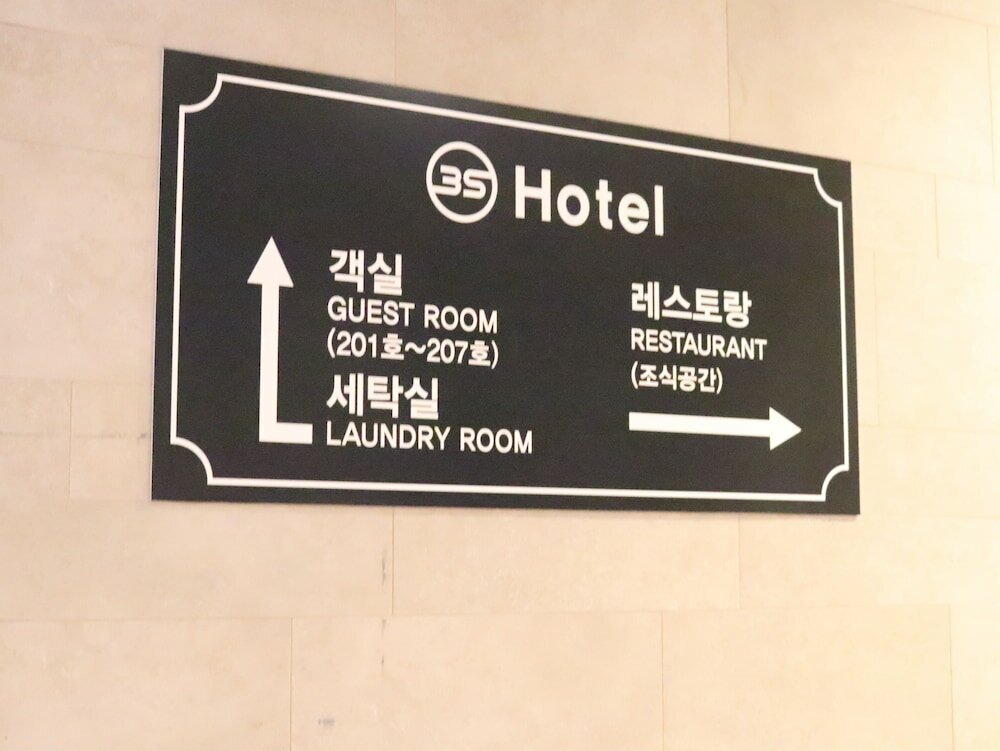 3S Hotel
객실
GUEST ROOM
(201호~207호)
세탁실
LAUNDRY ROOM
레스토랑
RESTAURANT
(조식공간)